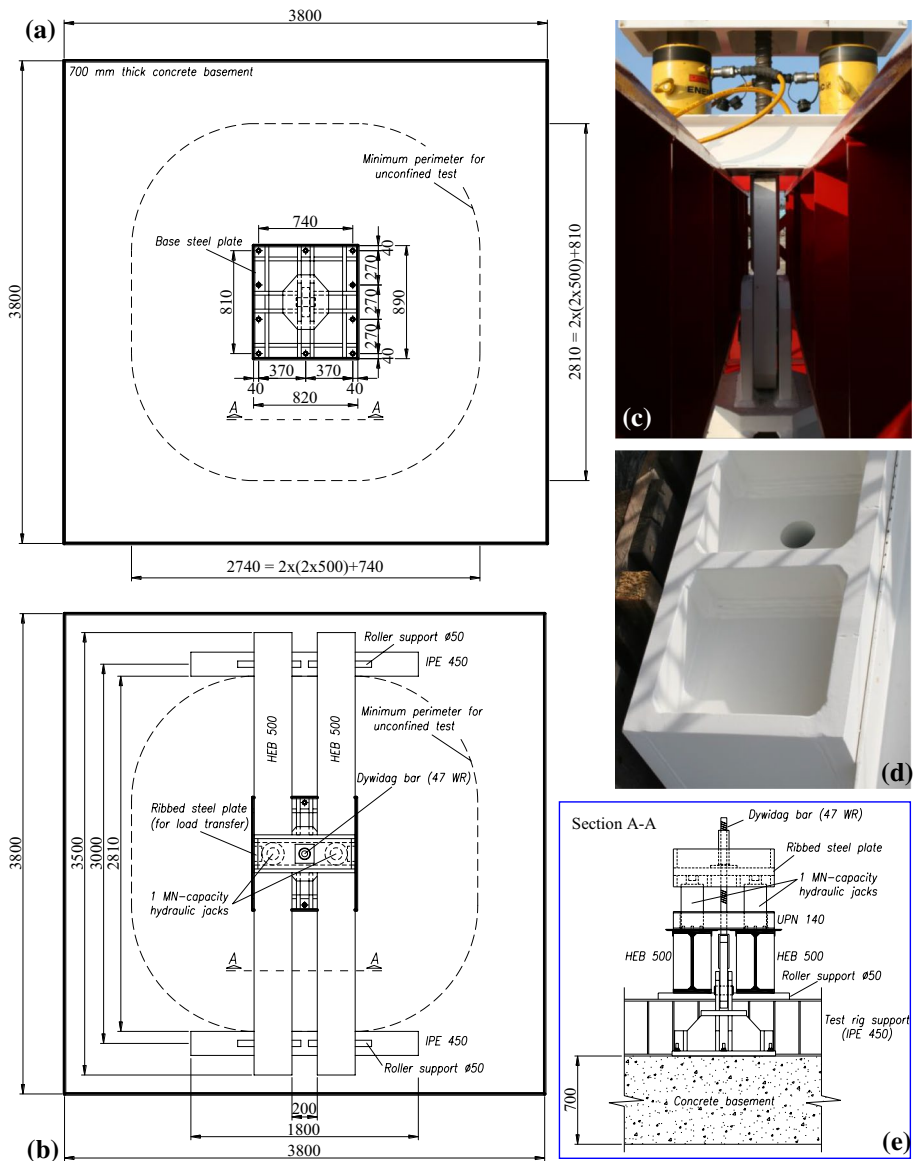 (a)
3800
700 mm thick concrete basement
Minimum perimeter for
unconfined test
740
Base steel plate
40
270
810
270
890
270
40
3800
2810 = 2x(2x500)+810
370
370
40
40
820
A
A
2740 = 2x(2x500)+740
(c)
(d)
(b)
Roller support ø50
IPE 450
HEB 500
HEB 500
Minimum perimeter for
unconfined test
Dywidag bar (47 WR)
Ribbed steel plate
(for load transfer)
3800
3500
3000
2810
1 MN-capacity
hydraulic jacks
A
A
IPE 450
Roller support ø50
200
1800
3800
Section A-A
Dywidag bar (47 WR)
Ribbed steel plate
1 MN-capacity
hydraulic jacks
UPN 140
HEB 500
HEB 500
Roller support ø50
Test rig support
(IPE 450)
700
Concrete basement
(e)